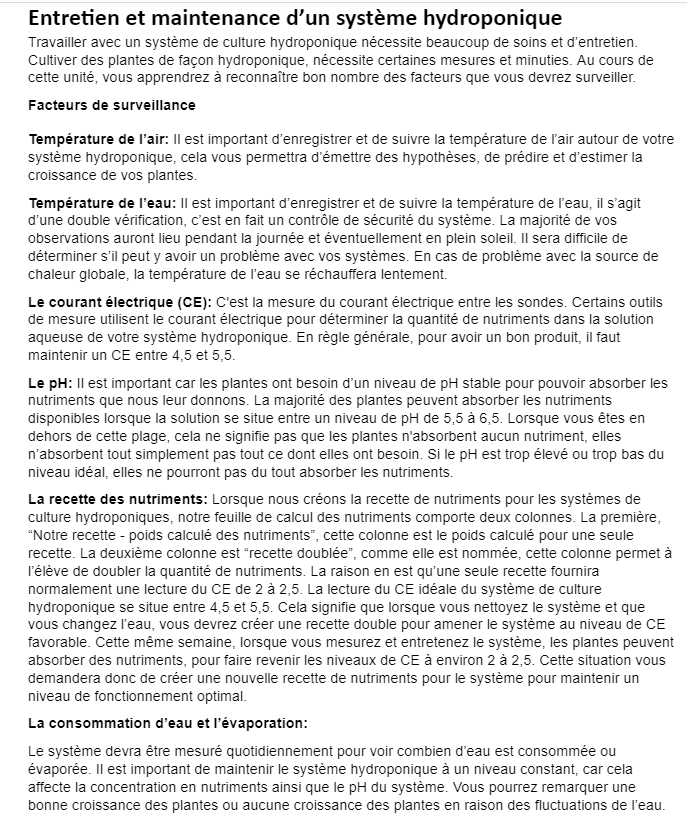 Entretien et maintenance d’un système hydroponique
Travailler avec un système de culture hydroponique nécessite beaucoup de soins et d’entretien.
Cultiver des plantes de façon hydroponique, nécessite certaines mesures et minuties. Au cours de
cette unité, vous apprendrez à reconnaître bon nombre des facteurs que vous devrez surveiller.
Facteurs de surveillance
Température de l’air: Il est important d’enregistrer et de suivre la température de l’air autour de votre
système hydroponique, cela vous permettra d’émettre des hypothèses, de prédire et d’estimer la
croissance de vos plantes.
Température de l’eau: Il est important d’enregistrer et de suivre la température de l’eau, il s’agit
d’une double vérification, c’est en fait un contrôle de sécurité du système. La majorité de vos
observations auront lieu pendant la journée et éventuellement en plein soleil. Il sera difficile de
déterminer s’il peut y avoir un problème avec vos systèmes. En cas de problème avec la source de
chaleur globale, la température de l’eau se réchauffera lentement.
Le courant électrique (CE): C'est la mesure du courant électrique entre les sondes. Certains outils
de mesure utilisent le courant électrique pour déterminer la quantité de nutriments dans la solution
aqueuse de votre système hydroponique. En règle générale, pour avoir un bon produit, il faut
maintenir un CE entre 4,5 et 5,5.
Le pH: Il est important car les plantes ont besoin d’un niveau de pH stable pour pouvoir absorber les
nutriments que nous leur donnons. La majorité des plantes peuvent absorber les nutriments
disponibles lorsque la solution se situe entre un niveau de pH de 5,5 à 6,5. Lorsque vous êtes en
dehors de cette plage, cela ne signifie pas que les plantes n'absorbent aucun nutriment, elles
n’absorbent tout simplement pas tout ce dont elles ont besoin. Si le pH est trop élevé ou trop bas du
niveau idéal, elles ne pourront pas du tout absorber les nutriments.
La recette des nutriments: Lorsque nous créons la recette de nutriments pour les systèmes de
culture hydroponiques, notre feuille de calcul des nutriments comporte deux colonnes. La première,
“Notre recette - poids calculé des nutriments”, cette colonne est le poids calculé pour une seule
recette. La deuxième colonne est “recette doublée”, comme elle est nommée, cette colonne permet à
l’élève de doubler la quantité de nutriments. La raison en est qu’une seule recette fournira
normalement une lecture du CE de 2 à 2,5. La lecture du CE idéale du système de culture
hydroponique se situe entre 4,5 et 5,5. Cela signifie que lorsque vous nettoyez le système et que
vous changez l’eau, vous devrez créer une recette double pour amener le système au niveau de CE
favorable. Cette même semaine, lorsque vous mesurez et entretenez le système, les plantes peuvent
absorber des nutriments, pour faire revenir les niveaux de CE à environ 2 à 2,5. Cette situation vous
demandera donc de créer une nouvelle recette de nutriments pour le système pour maintenir un
niveau de fonctionnement optimal.
La consommation d’eau et l’évaporation:
Le système devra être mesuré quotidiennement pour voir combien d’eau est consommée ou
évaporée. Il est important de maintenir le système hydroponique à un niveau constant, car cela
affecte la concentration en nutriments ainsi que le pH du système. Vous pourrez remarquer une
bonne croissance des plantes ou aucune croissance des plantes en raison des fluctuations de l’eau.